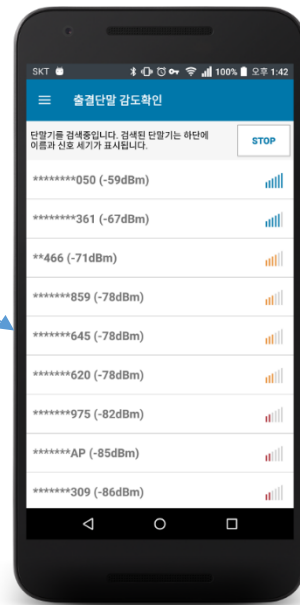 SKT 100% 오후 1:42
출결단말 감도확인
단말기를 검색중입니다. 검색된 단말기는 하단에
이름과 신호 세기가 표시됩니다.
STOP
********050 (-59dBm)
********361 (-67dBm)
**466 (-71dBm)
*******859 (-78dBm)
*******645 (-78dBm)
*******620 (-78dBm)
*******975 (-82dBm)
*******AP (-85dBm)
*******309 (-86dBm)